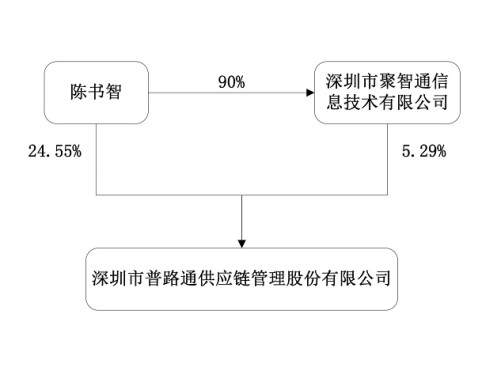 陈书智
90%
深圳市聚智通信
息技术有限公司
24.55%
5.29%
深圳市普路通供应链管理股份有限公司